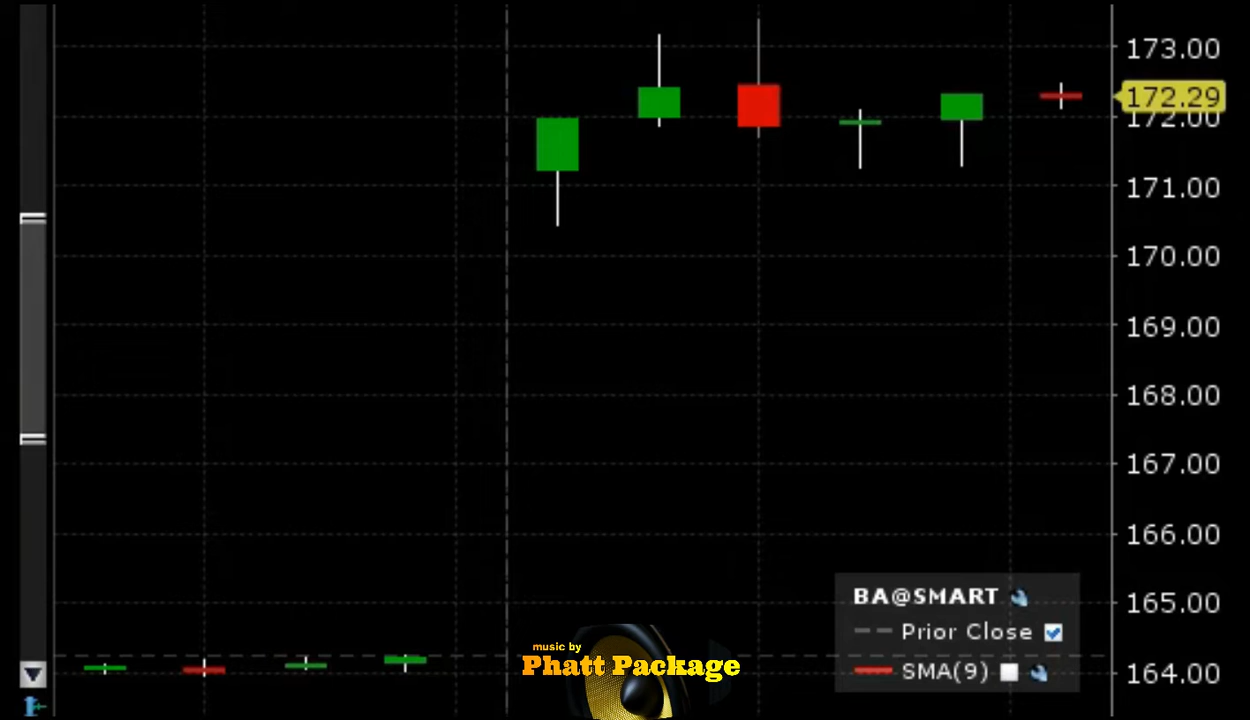 173.00
172.29
172.00
171.00
170.00
169.00
168.00
167.00
166.00
BA@SMART
165.00
Prior Close
music by
Phatt Package
SMA(9)
164.00